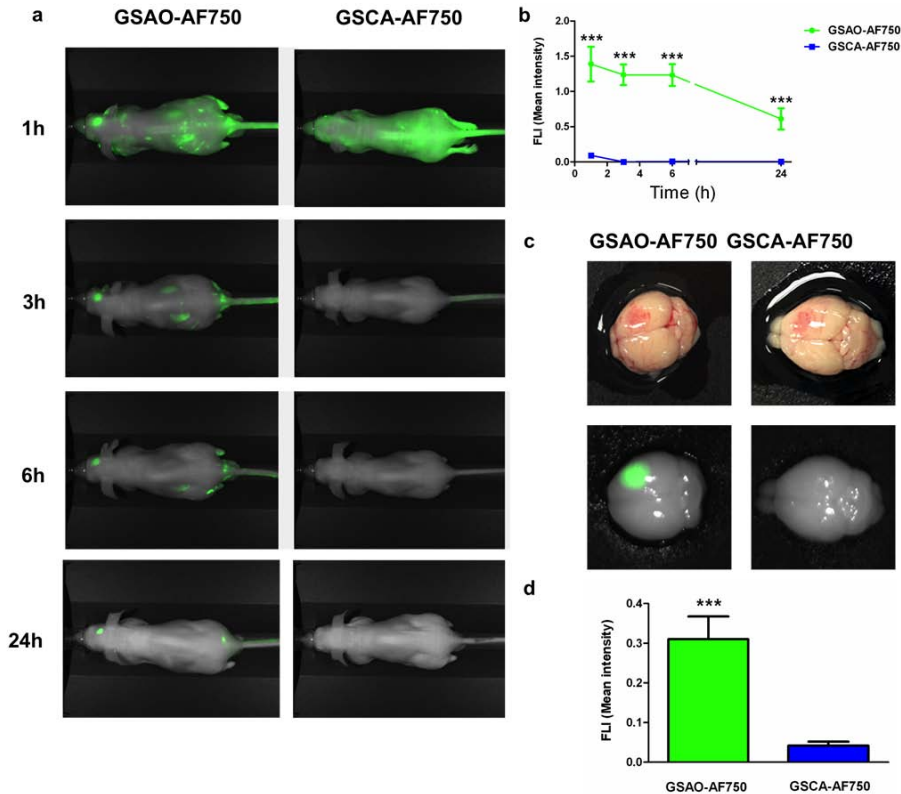 a
GSAO-AF750
GSCA-AF750
1h
3h
6h
24h
b
2.0
1.5
1.0
0.5
0.0
FLI (Mean intensity)
***
***
***
***
0
2
4
6
24
Time (h)
GSAO-AF750
GSCA-AF750
c
GSAO-AF750 GSCA-AF750
d
0.4
0.3
0.2
0.1
0.0
FLI (Mean intensity)
***
GSAO-AF750
GSCA-AF750